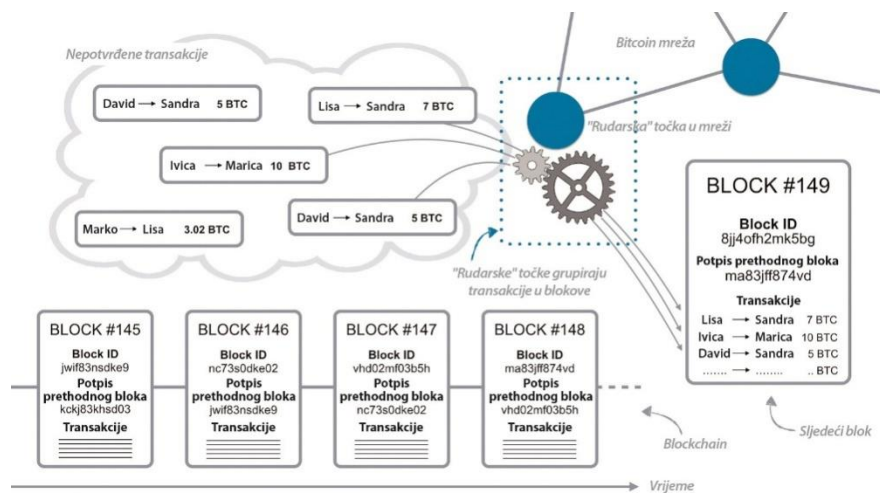 Nepotvrđene transakcije
Bitcoin mreža
David → Sandra 5 BTC
Lisa → Sandra 7 BTC
"Rudarska" točka u mreži
Ivica → Marica 10 BTC
Marko → Lisa 3.02 BTC
David → Sandra 5 BTC
"Rudarske" točke grupiraju
transakcije u blokove
BLOCK #149
Block ID
8jj4ofh2mk5bg
Potpis prethodnog bloka
ma83jff874vd
Transakcije
Lisa → Sandra 7 BTC
Ivica → Marica 10 BTC
David → Sandra 5 BTC
....... → ........ .. BTC
Sljedeći blok
BLOCK #145
Block ID
jwif83nsdke9
Potpis
prethodnog bloka
kckj83khsd03
Transakcije
BLOCK #146
Block ID
nc73s0dke02
Potpis
prethodnog bloka
jwif83nsdke9
Transakcije
BLOCK #147
Block ID
vhd02mf03b5h
Potpis
prethodnog bloka
nc73s0dke02
Transakcije
BLOCK #148
Block ID
ma83jff874vd
Potpis
prethodnog bloka
vhd02mf03b5h
Transakcije
Blockchain
Vrijeme